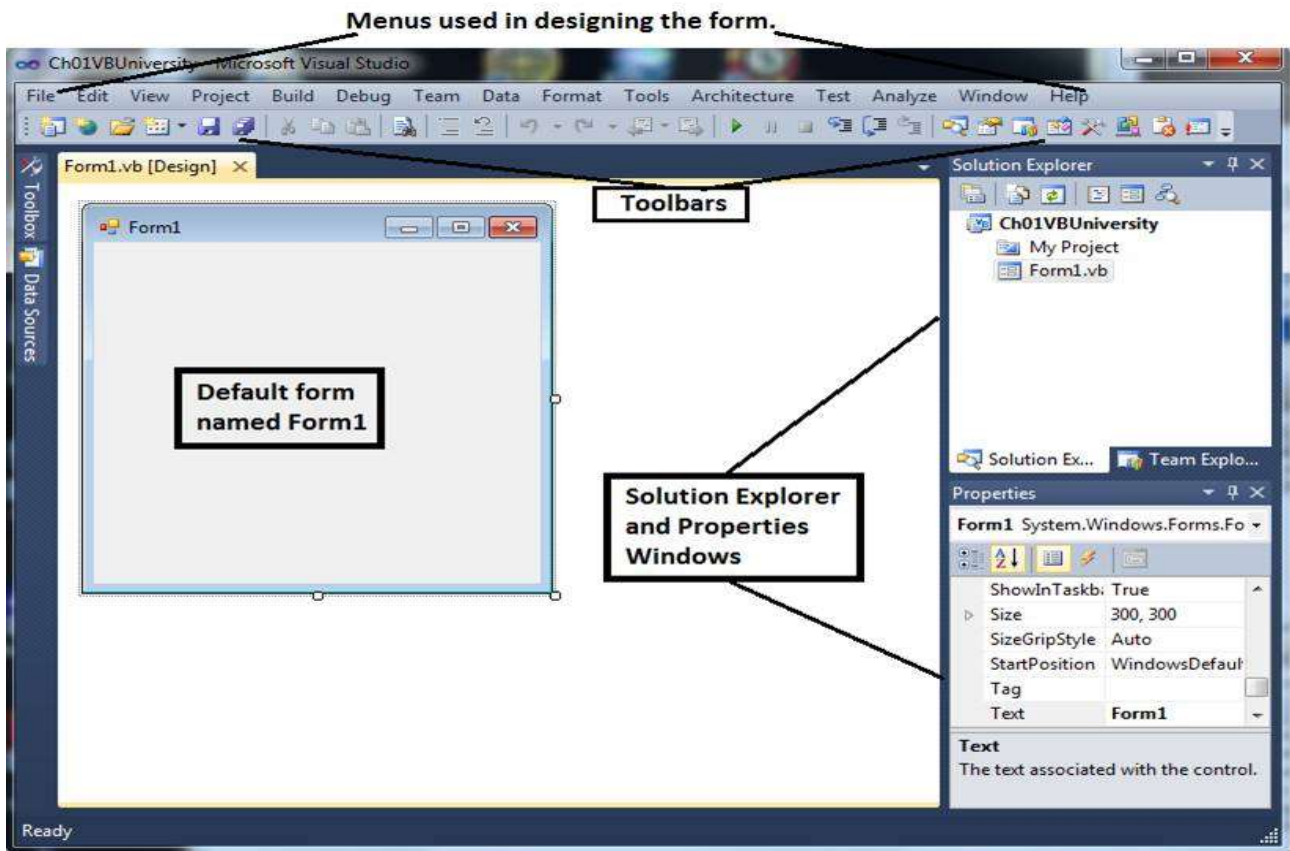 Menus used in designing the form.
Ch01VBUniversity - Microsoft Visual Studio
File Edit View Project Build Debug Team Data Format Tools Architecture Test Analyze Window Help
Toolbox
Data Sources
Form1.vb [Design]
Form1
Default form
named Form1
Toolbars
Solution Explorer
and Properties
Windows
Solution Explorer
Ch01VBUniversity
My Project
Form1.vb
Solution Ex... Team Explo...
Properties
Form1 System.Windows.Forms.Fo
ShowInTaskb True
Size 300, 300
SizeGripStyle Auto
StartPosition WindowsDefaul
Tag
Text Form1
Text
The text associated with the control.
Ready